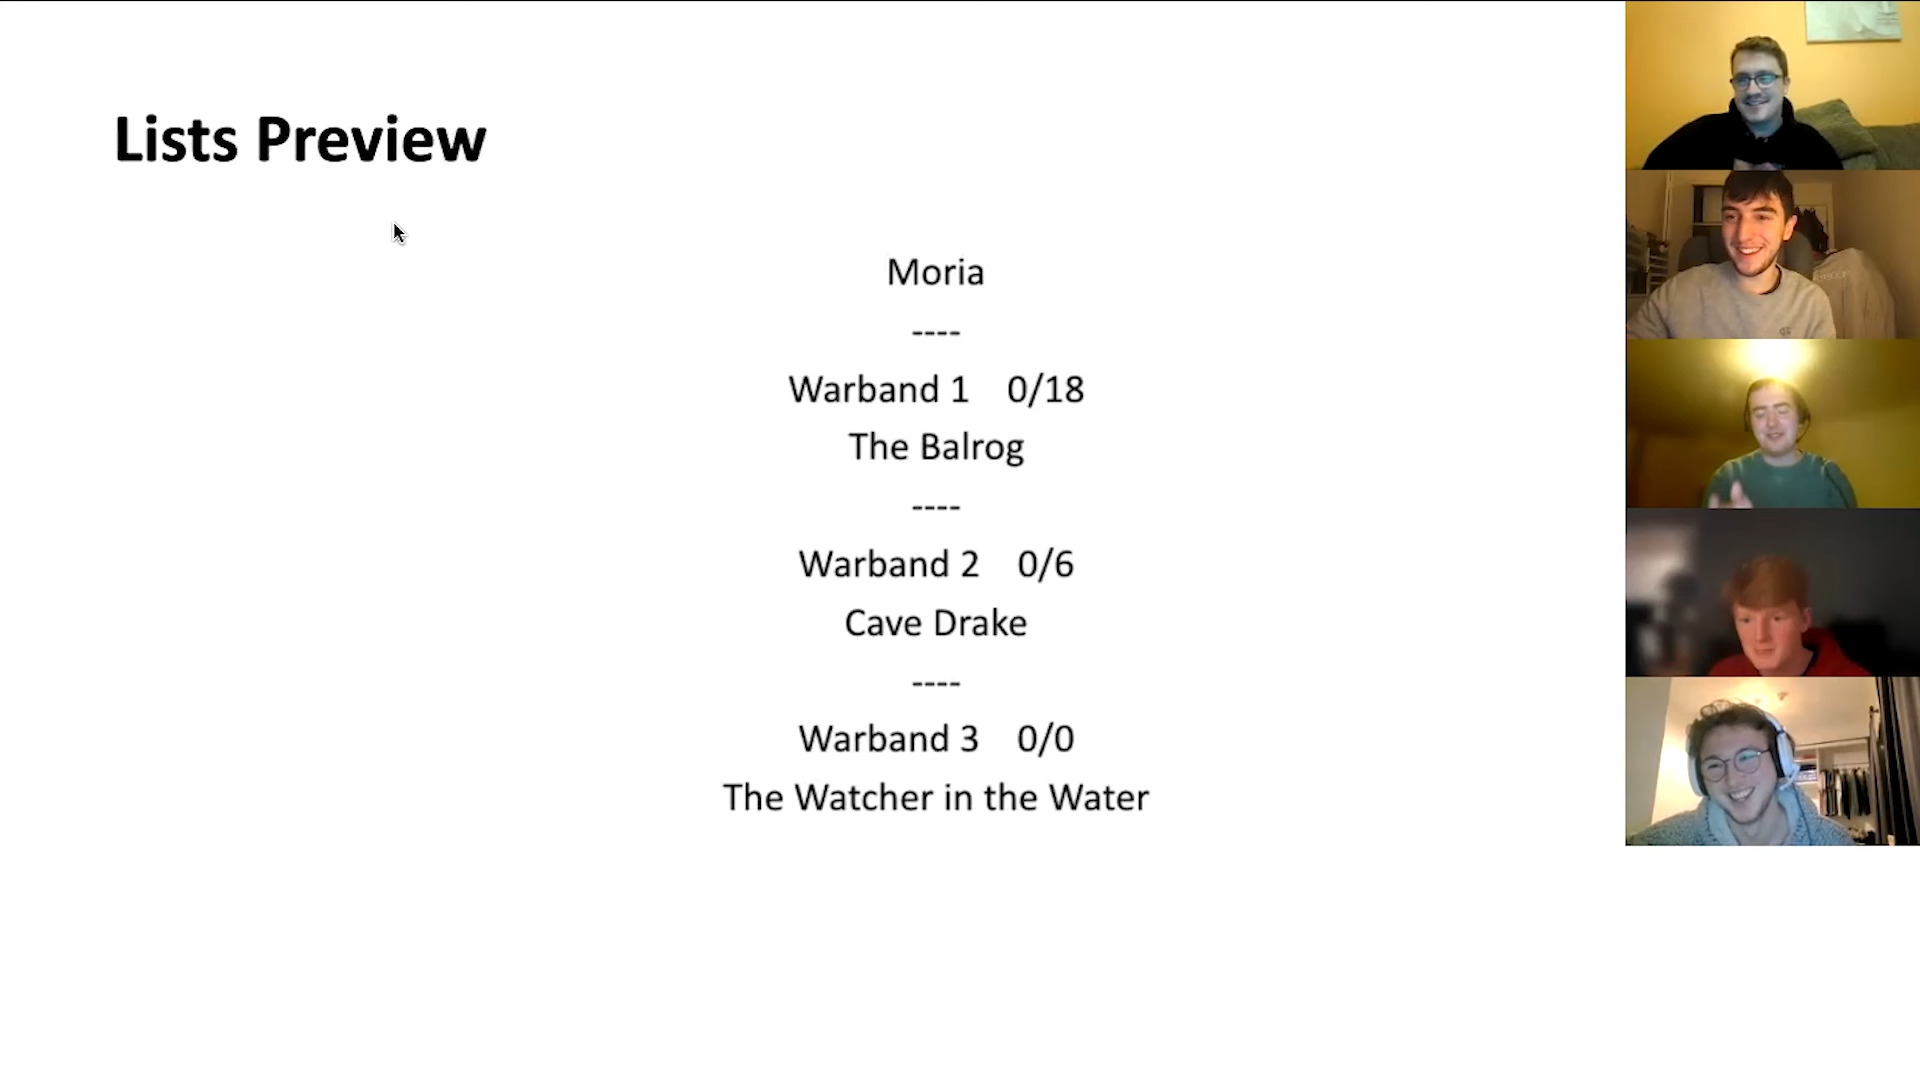 Lists Preview
Moria
----
Warband 1    0/18
The Balrog
----
Warband 2    0/6
Cave Drake
----
Warband 3    0/0
The Watcher in the Water